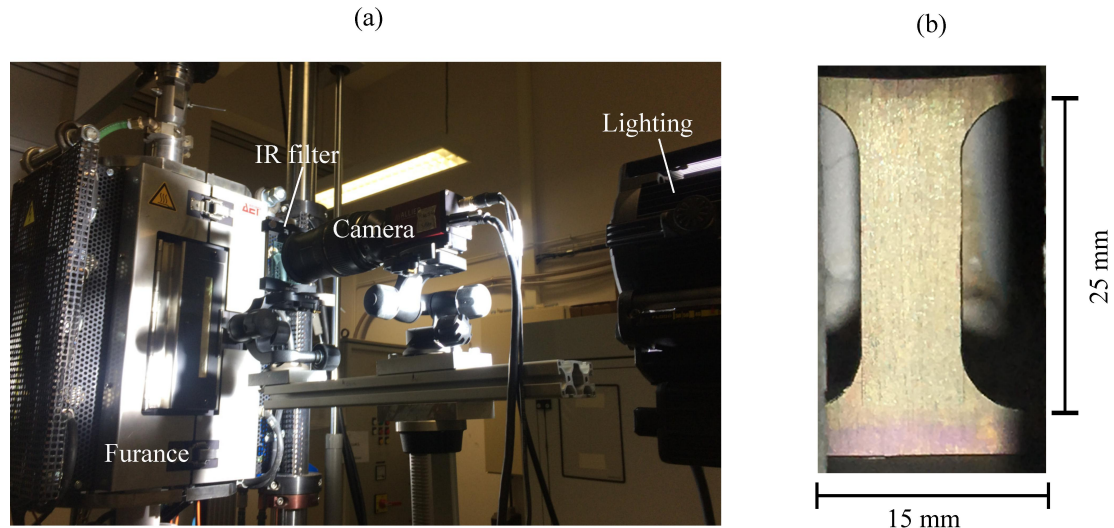 (a)
(b)
Lighting
IR filter
Camera
Furance
25 mm
15 mm